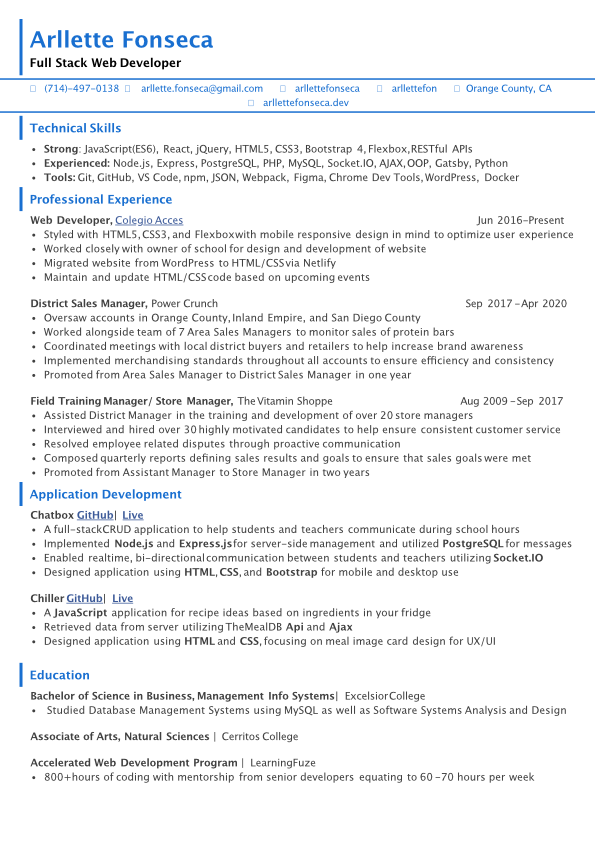 Arllette Fonseca
Full Stack Web Developer
(714)-497-0138 arllette.fonseca@gmail.com arllettefonseca arllettefon Orange County, CA
arllettefonseca.dev
Technical Skills
• Strong: JavaScript(ES6), React, jQuery, HTML5, CSS3, Bootstrap 4, Flexbox, RESTful APIs
• Experienced: Node.js, Express, PostgreSQL, PHP, MySQL, Socket.IO, AJAX, OOP, Gatsby, Python
• Tools: Git, GitHub, VS Code, npm, JSON, Webpack, Figma, Chrome Dev Tools, WordPress, Docker
Professional Experience
Web Developer, Colegio Acces Jun 2016-Present
• Styled with HTML5, CSS3, and Flexbox with mobile responsive design in mind to optimize user experience
• Worked closely with owner of school for design and development of website
• Migrated website from WordPress to HTML/CSS via Netlify
• Maintain and update HTML/CSS code based on upcoming events
District Sales Manager, Power Crunch Sep 2017-Apr 2020
• Oversaw accounts in Orange County, Inland Empire, and San Diego County
• Worked alongside team of 7 Area Sales Managers to monitor sales of protein bars
• Coordinated meetings with local district buyers and retailers to help increase brand awareness
• Implemented merchandising standards throughout all accounts to ensure efficiency and consistency
• Promoted from Area Sales Manager to District Sales Manager in one year
Field Training Manager/ Store Manager, The Vitamin Shoppe Aug 2009-Sep 2017
• Assisted District Manager in the training and development of over 20 store managers
• Interviewed and hired over 30 highly motivated candidates to help ensure consistent customer service
• Resolved employee related disputes through proactive communication
• Composed quarterly reports defining sales results and goals to ensure that sales goals were met
• Promoted from Assistant Manager to Store Manager in two years
Application Development
Chatbox GitHub| Live
• A full-stack CRUD application to help students and teachers communicate during school hours
• Implemented Node.js and Express.js for server-side management and utilized PostgreSQL for messages
• Enabled realtime, bi-directional communication between students and teachers utilizing Socket.IO
• Designed application using HTML, CSS, and Bootstrap for mobile and desktop use
Chiller GitHub| Live
• A JavaScript application for recipe ideas based on ingredients in your fridge
• Retrieved data from server utilizing TheMealDB Api and Ajax
• Designed application using HTML and CSS, focusing on meal image card design for UX/UI
Education
Bachelor of Science in Business, Management Info Systems| Excelsior College
• Studied Database Management Systems using MySQL as well as Software Systems Analysis and Design
Associate of Arts, Natural Sciences | Cerritos College
Accelerated Web Development Program | LearningFuze
• 800+hours of coding with mentorship from senior developers equating to 60-70 hours per week